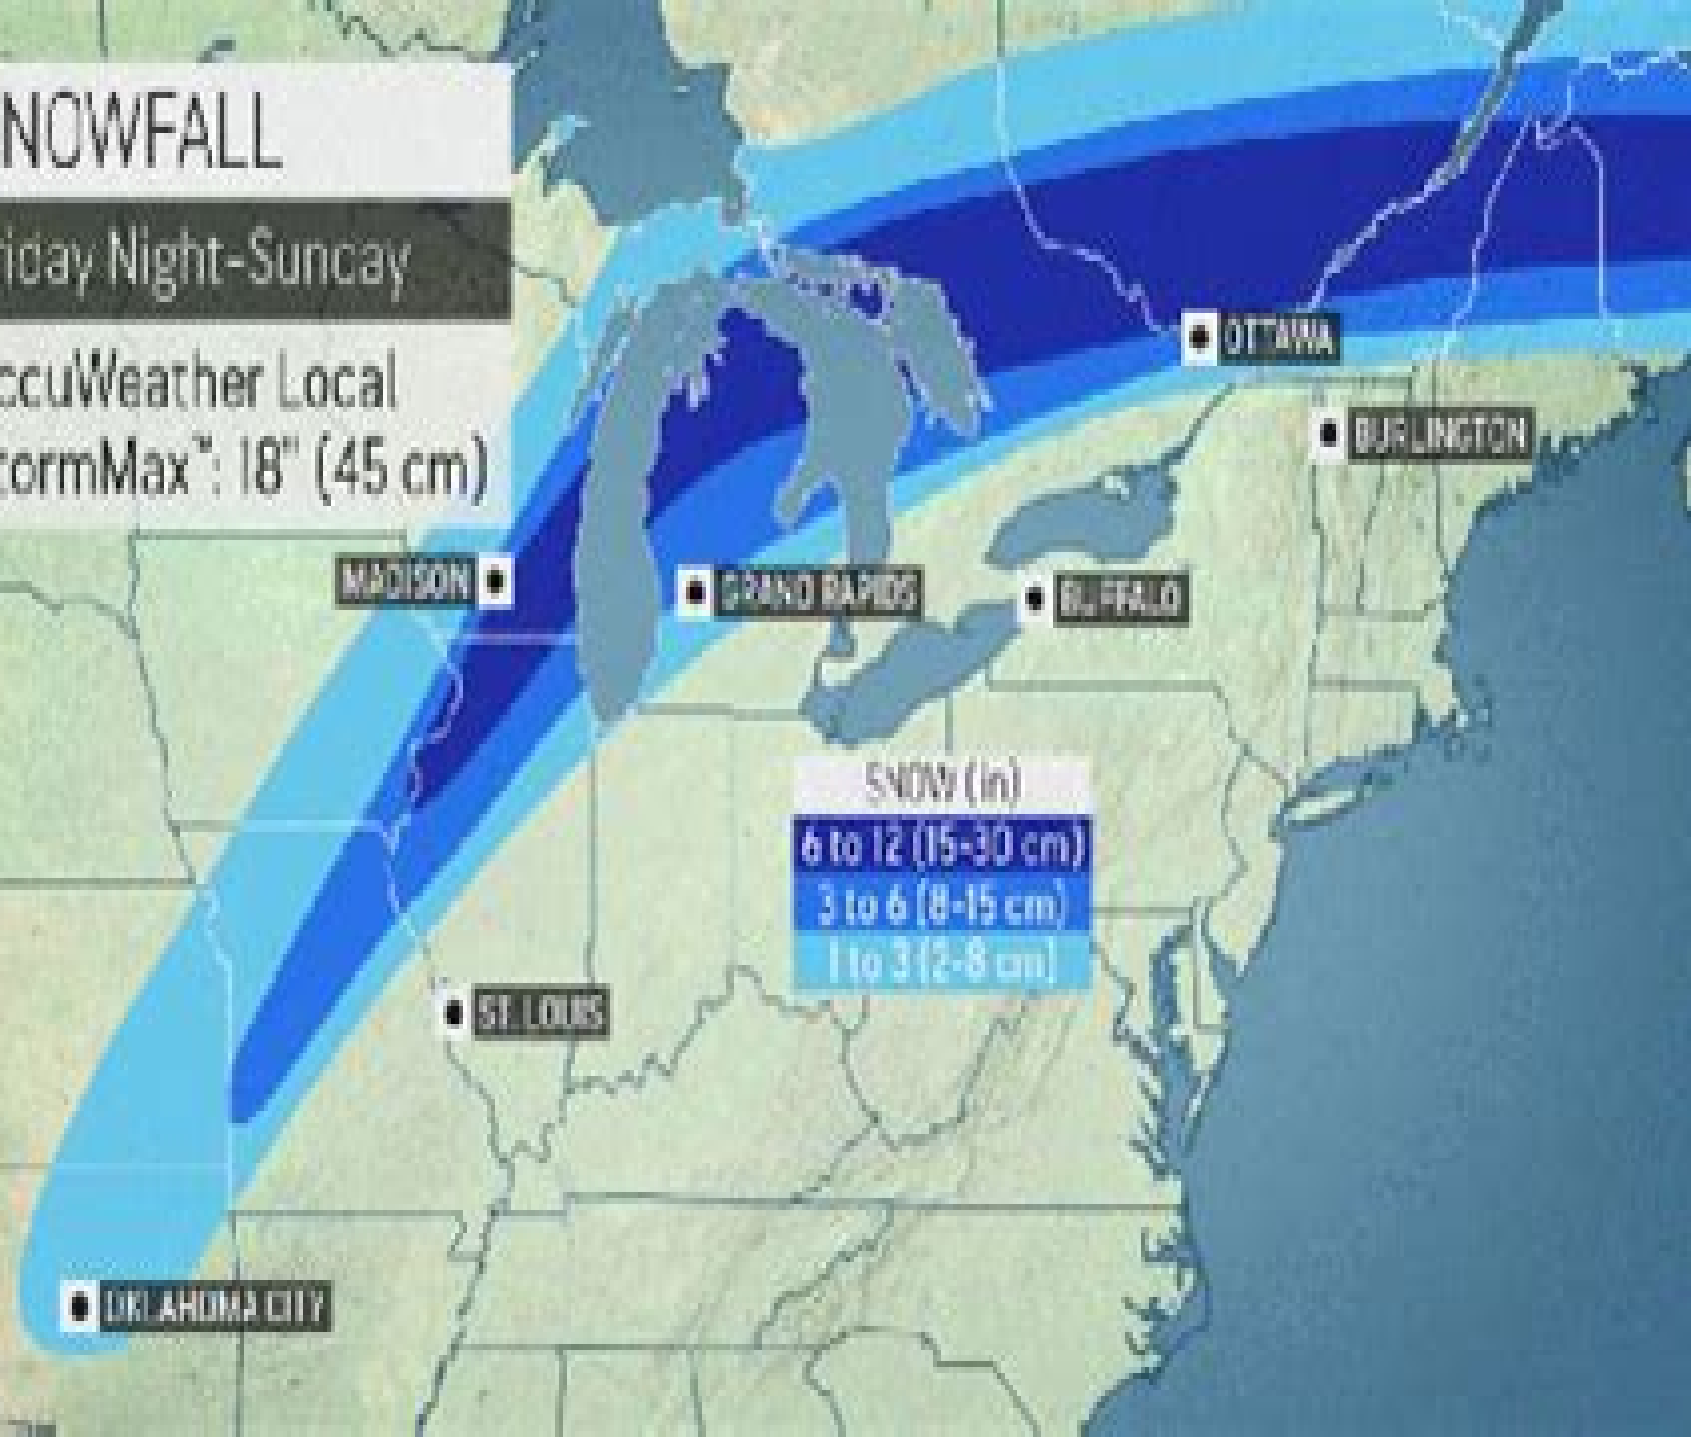 NOWFALL
riday Night-Sunday
ccuWeather Local
tormMax™: 18" (45 cm)
OTTAWA
BURLINGTON
MADISON
GRAND RAPIDS
BUFFALO
SNOW (in)
6 to 12 (15-30 cm)
3 to 6 (8-15 cm)
1 to 3 (2-8 cm)
ST. LOUIS
OKLAHOMA CITY